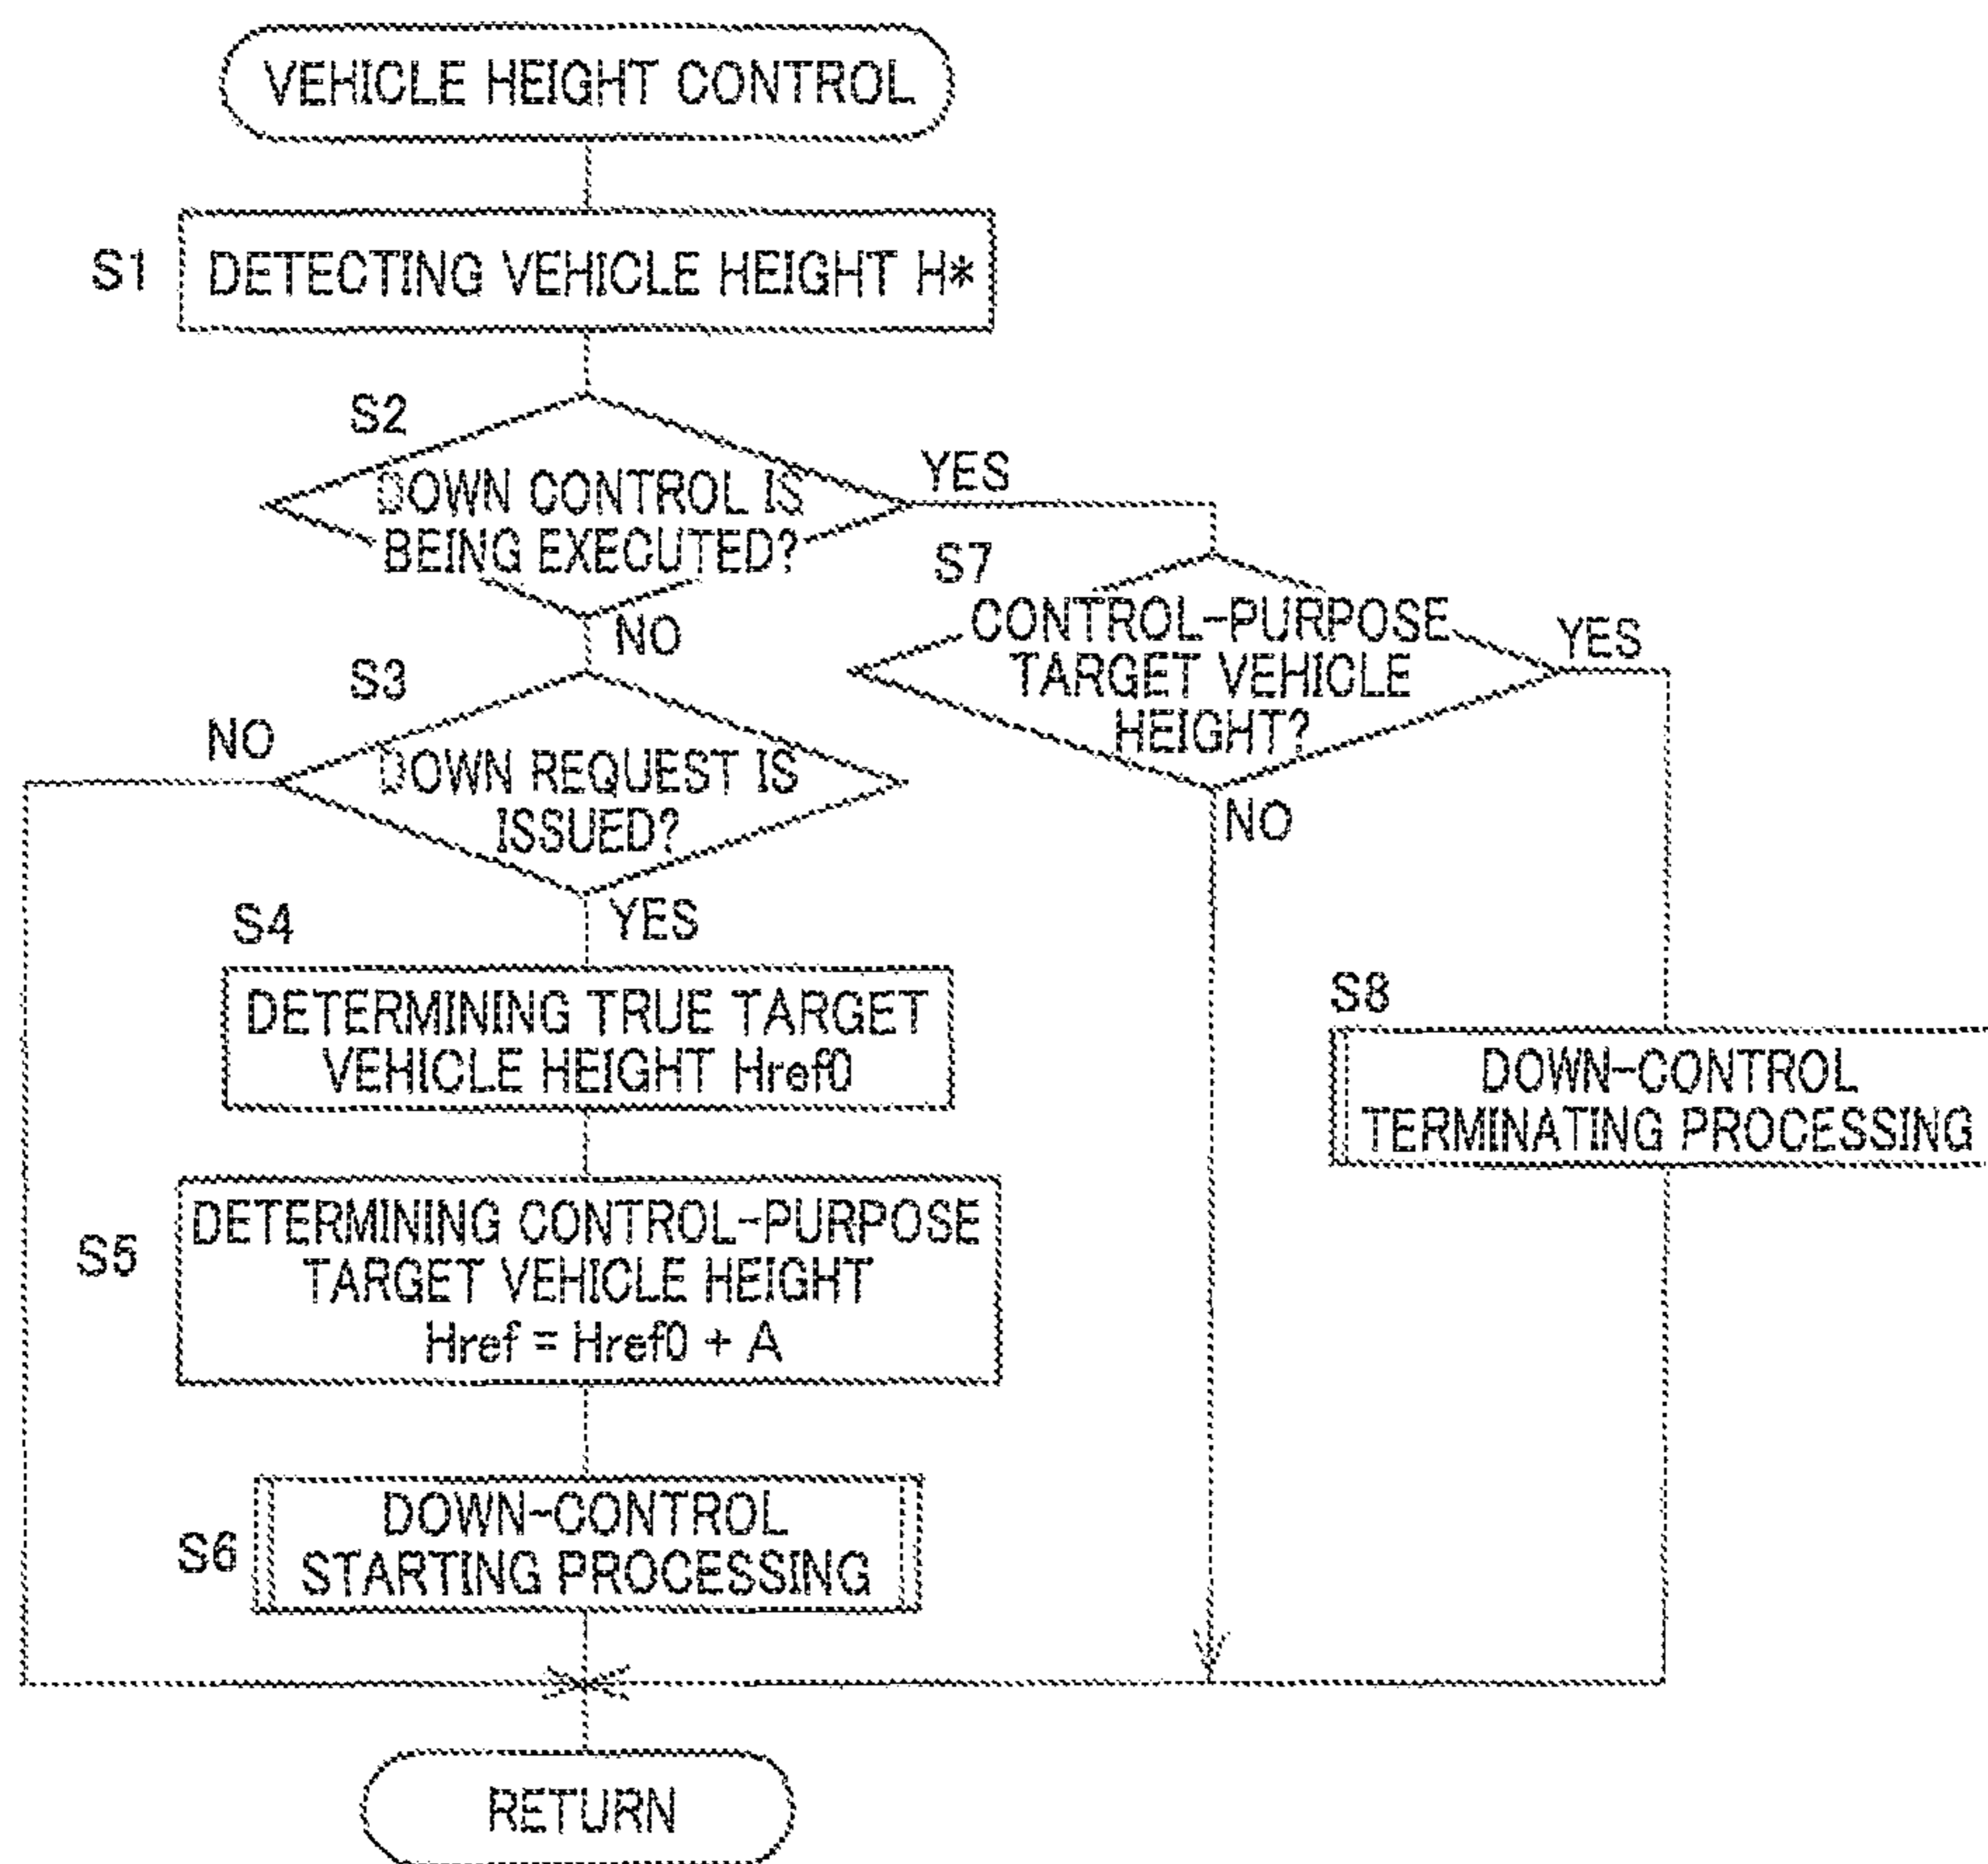 VEHICLE HEIGHT CONTROL
S1
DETECTING VEHICLE HEIGHT H*
S2
DOWN CONTROL IS
BEING EXECUTED?
YES
NO
S7
CONTROL-PURPOSE
TARGET VEHICLE
HEIGHT?
YES
NO
S3
DOWN REQUEST IS
ISSUED?
NO
YES
S4
DETERMINING TRUE TARGET
VEHICLE HEIGHT Href0
S8
DOWN-CONTROL
TERMINATING PROCESSING
S5
DETERMINING CONTROL-PURPOSE
TARGET VEHICLE HEIGHT
Href = Href0 + A
S6
DOWN-CONTROL
STARTING PROCESSING
RETURN